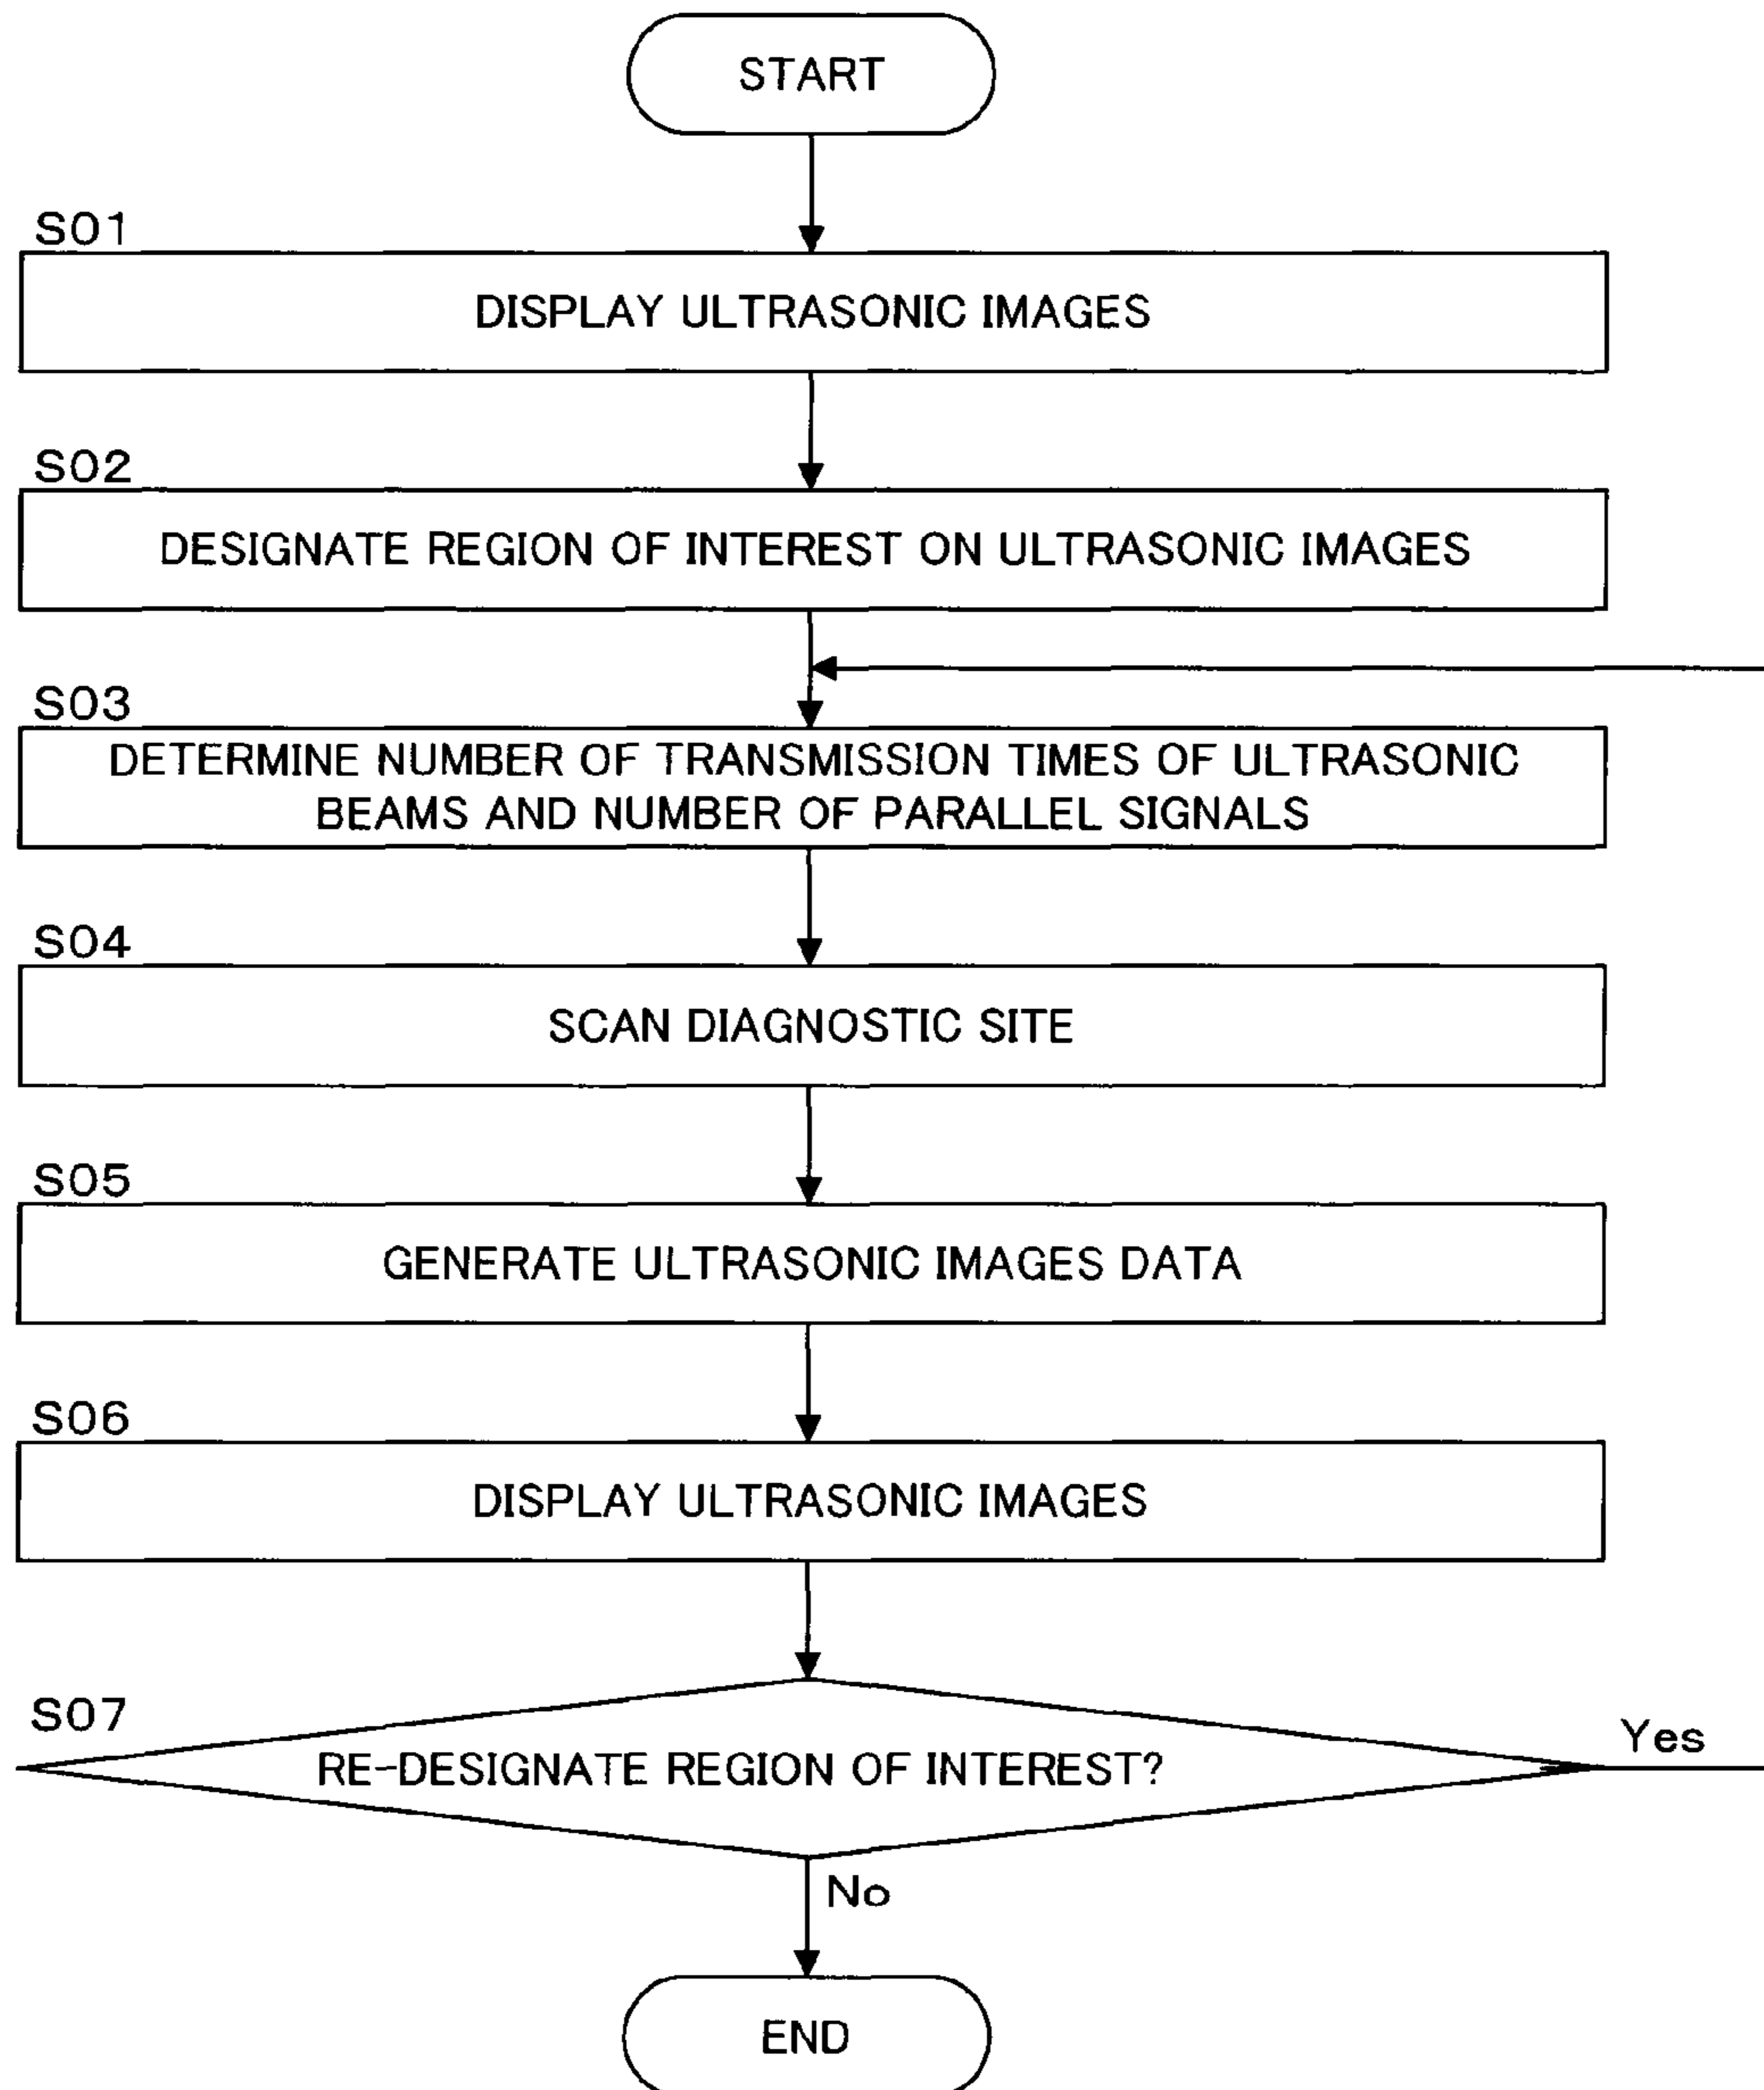 START
S01
DISPLAY ULTRASONIC IMAGES
S02
DESIGNATE REGION OF INTEREST ON ULTRASONIC IMAGES
S03
DETERMINE NUMBER OF TRANSMISSION TIMES OF ULTRASONIC
BEAMS AND NUMBER OF PARALLEL SIGNALS
S04
SCAN DIAGNOSTIC SITE
S05
GENERATE ULTRASONIC IMAGES DATA
S06
DISPLAY ULTRASONIC IMAGES
S07
RE-DESIGNATE REGION OF INTEREST?
Yes
No
END